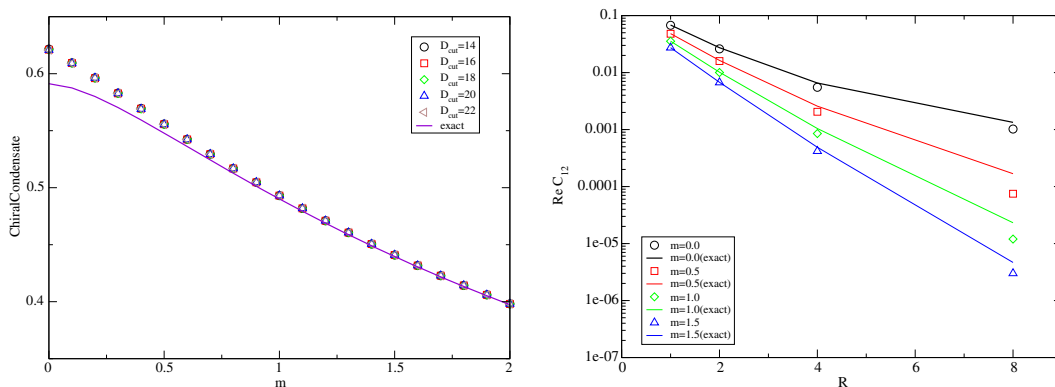 ChiralCondensate
0.6
0.5
0.4
0
0.5
1
1.5
2
m
D_cut=14
D_cut=16
D_cut=18
D_cut=20
D_cut=22
exact
Re C_12
0.1
0.01
0.001
0.0001
1e-05
1e-06
1e-07
0
2
4
6
8
R
m=0.0
m=0.0(exact)
m=0.5
m=0.5(exact)
m=1.0
m=1.0(exact)
m=1.5
m=1.5(exact)